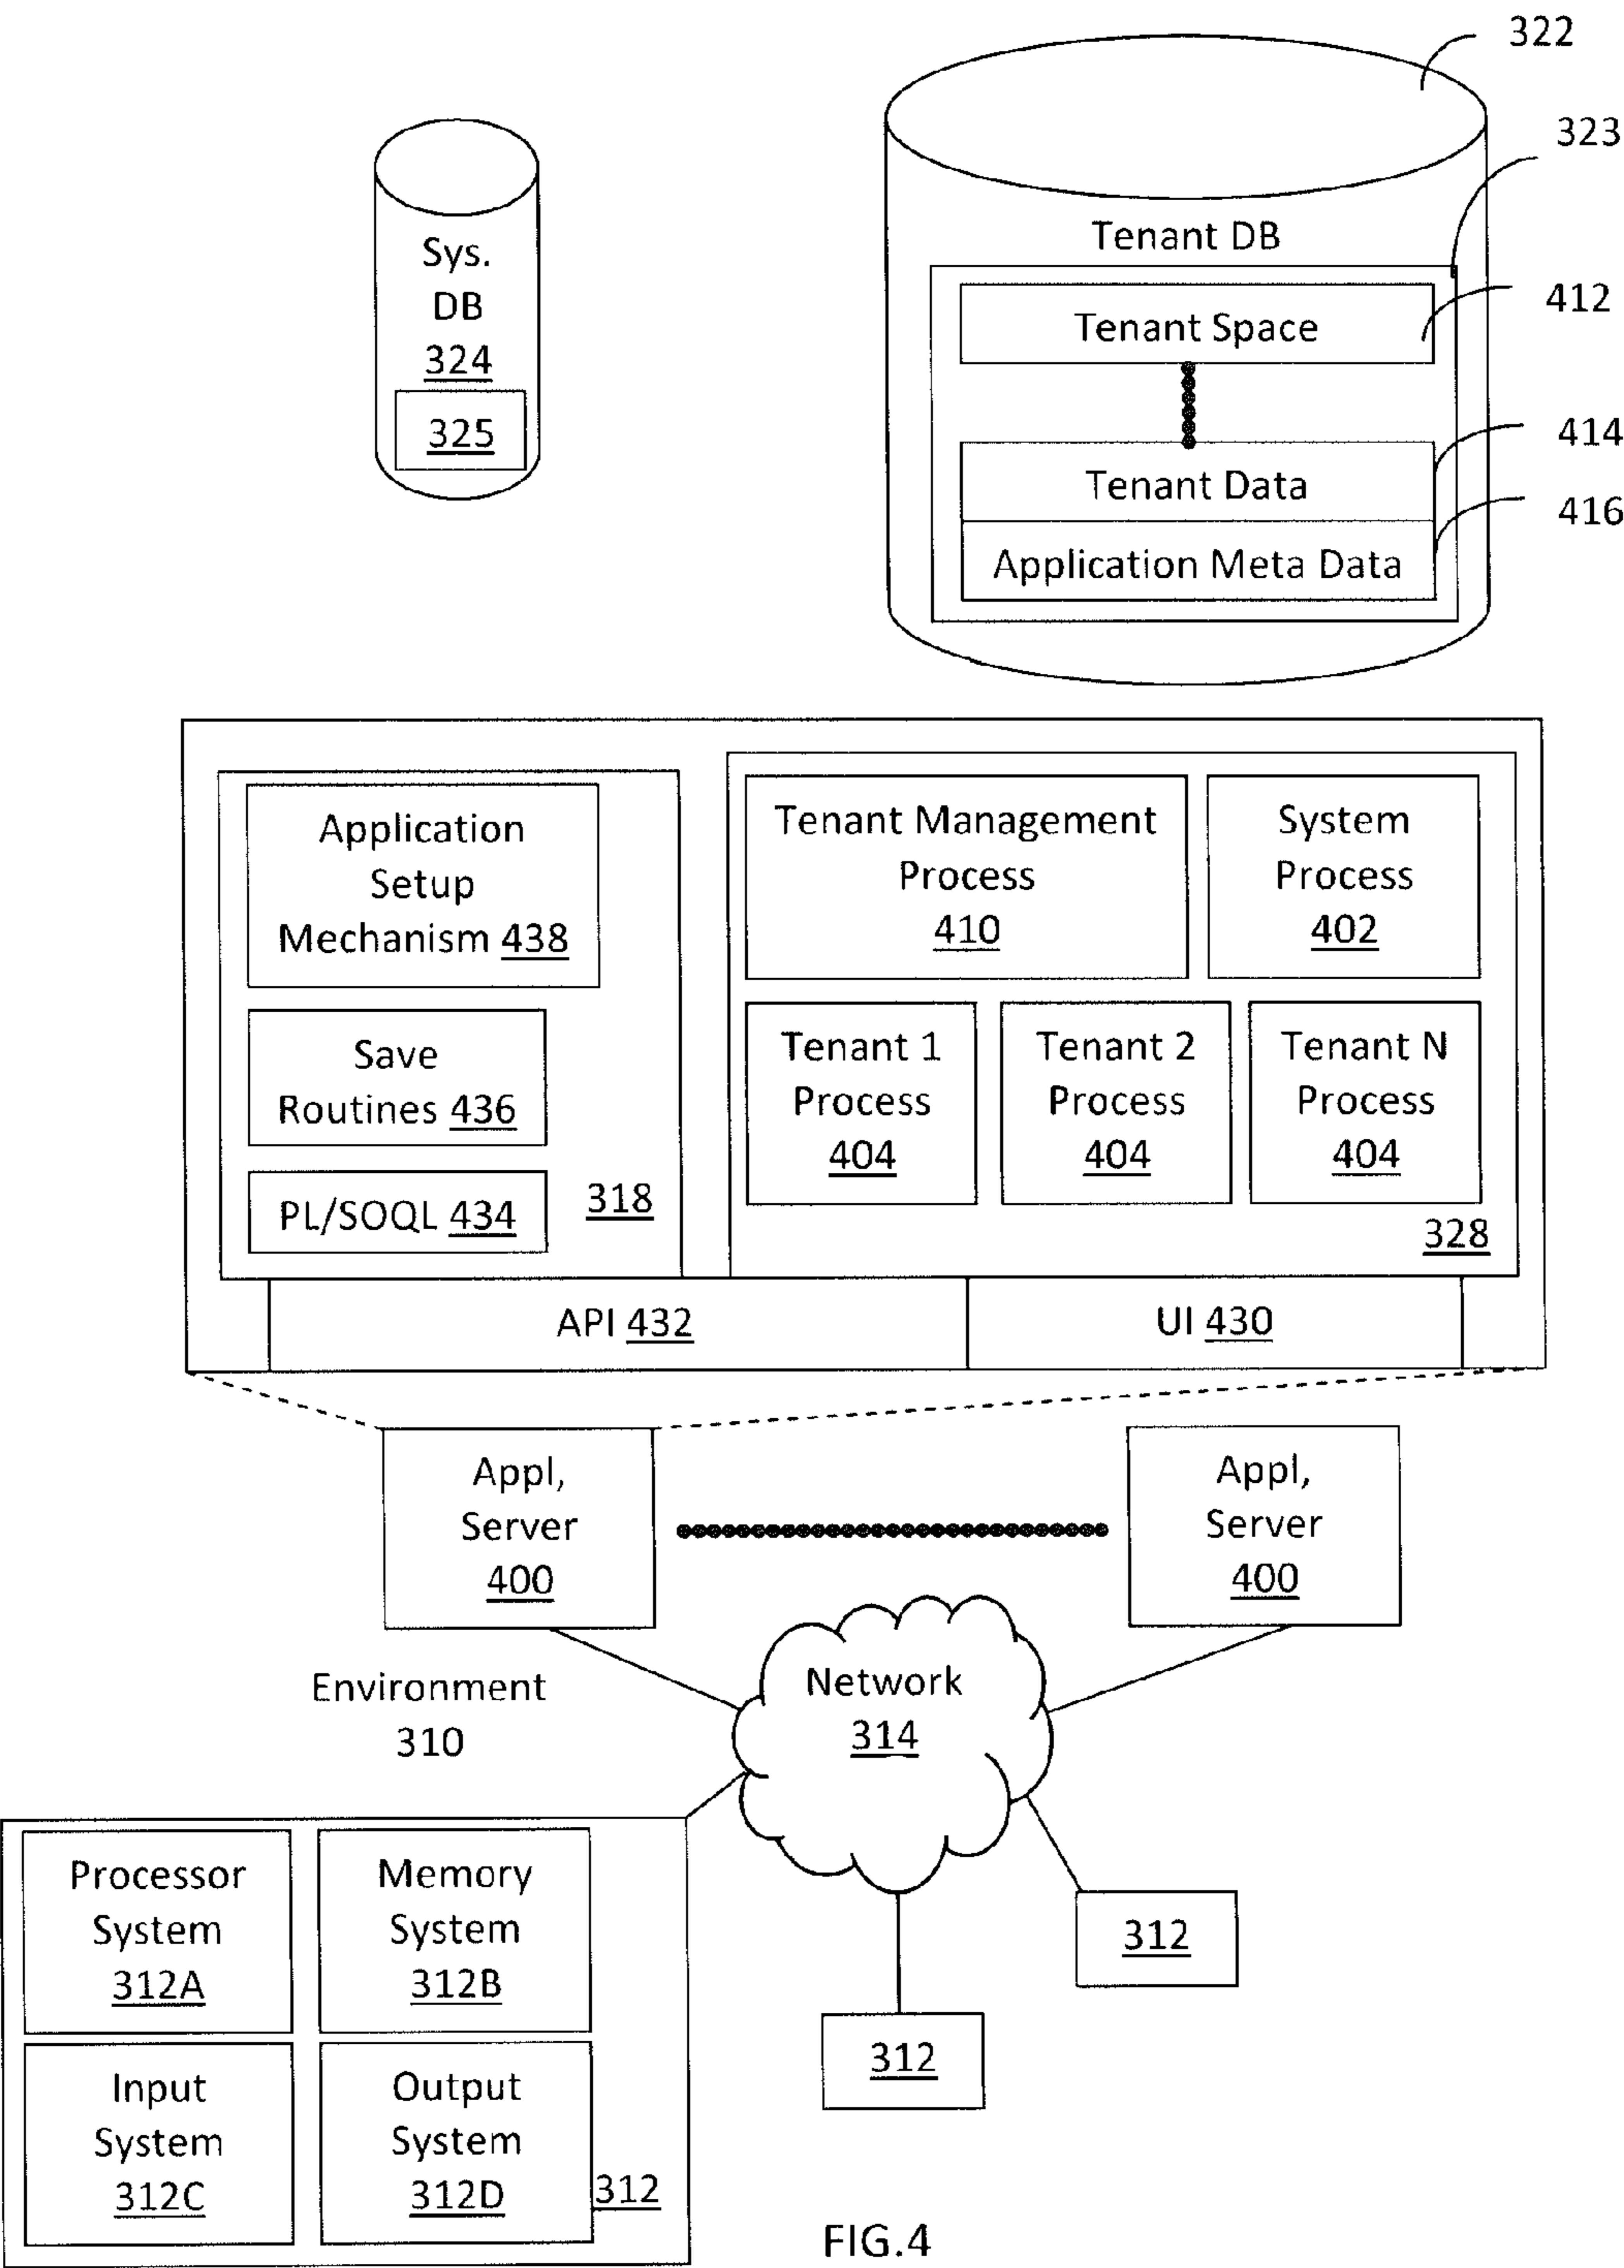 322
323
Tenant DB
Sys.
DB
324
325
Tenant Space
412
Tenant Data
414
Application Meta Data
416
Application
Setup
Mechanism 438
Save
Routines 436
PL/SOQL 434
318
Tenant Management
Process
410
System
Process
402
Tenant 1
Process
404
Tenant 2
Process
404
Tenant N
Process
404
328
API 432
UI 430
Appl,
Server
400
Appl,
Server
400
Environment
310
Network
314
Processor
System
312A
Memory
System
312B
Input
System
312C
Output
System
312D
312
312
312
FIG.4